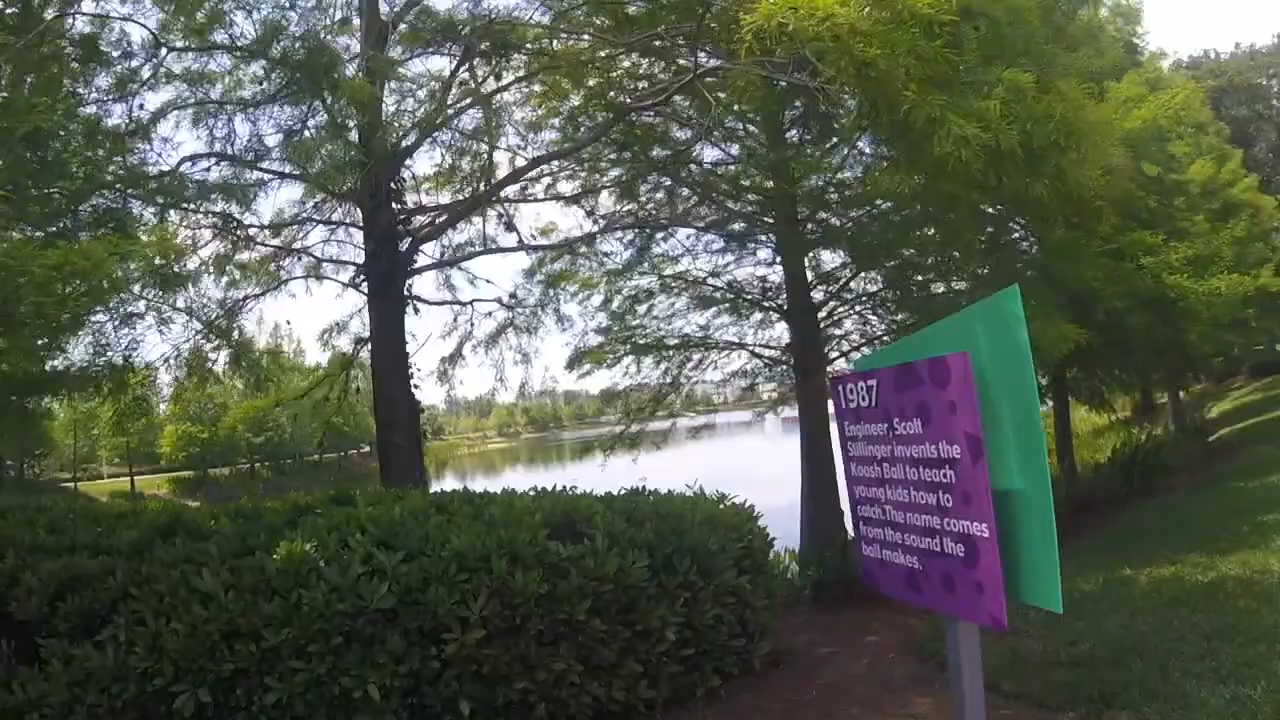 1987
Engineer, Scott
Stillinger invents the
Koosh Ball to teach
young kids how to
catch. The name comes
from the sound the
ball makes.